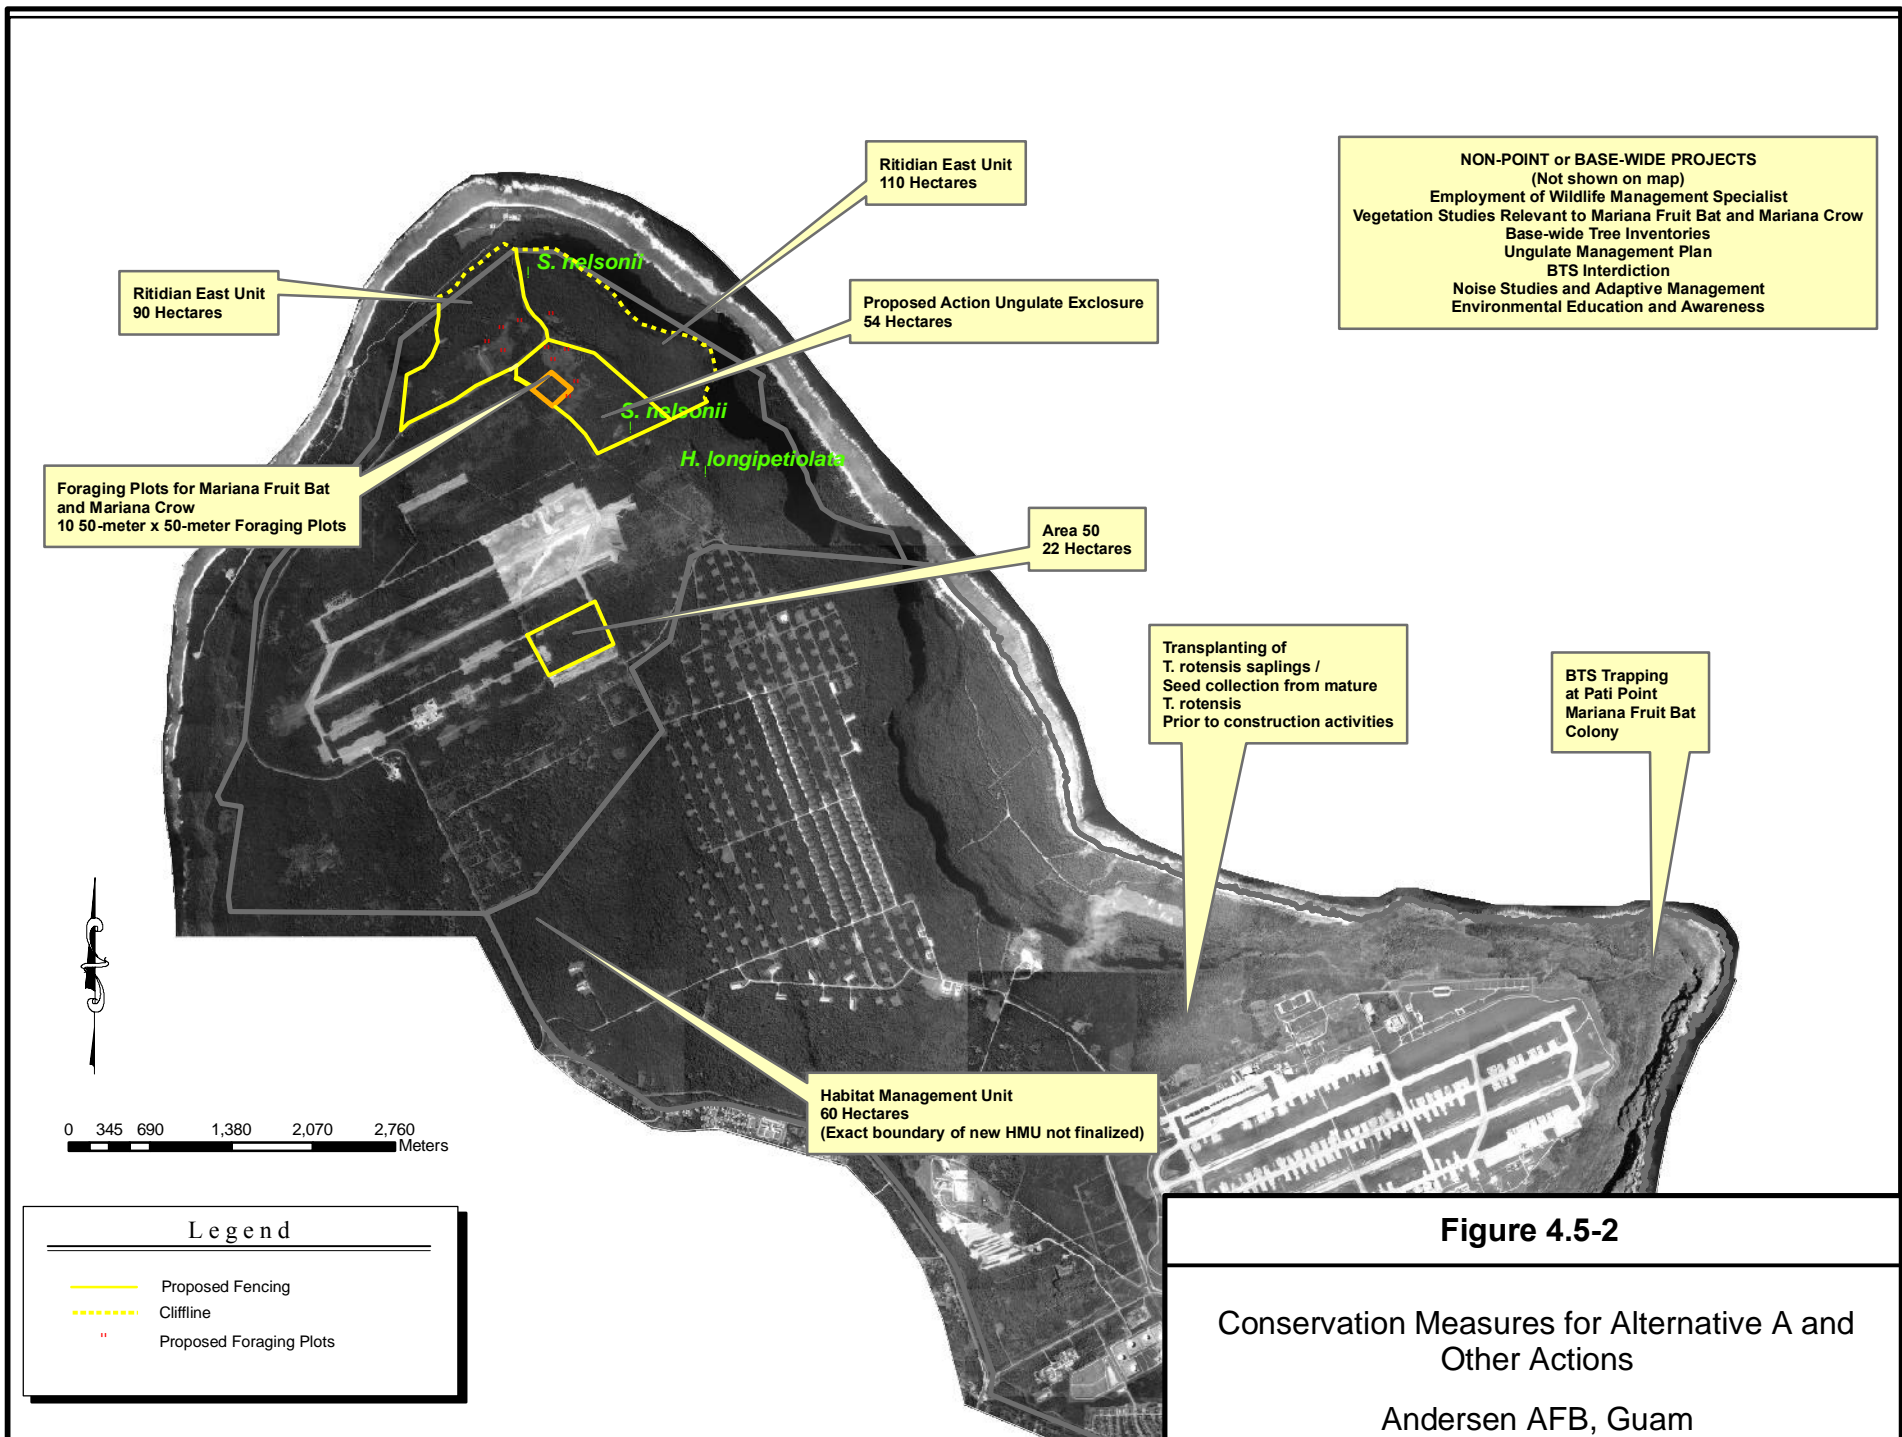 Ritidian East Unit
110 Hectares
NON-POINT or BASE-WIDE PROJECTS
(Not shown on map)
Employment of Wildlife Management Specialist
Vegetation Studies Relevant to Mariana Fruit Bat and Mariana Crow
Base-wide Tree Inventories
Ungulate Management Plan
BTS Interdiction
Noise Studies and Adaptive Management
Environmental Education and Awareness
S. nelsonii
Ritidian East Unit
90 Hectares
Proposed Action Ungulate Exclosure
54 Hectares
S. nelsonii
H. longipetiolata
Foraging Plots for Mariana Fruit Bat
and Mariana Crow
10 50-meter x 50-meter Foraging Plots
Area 50
22 Hectares
Transplanting of
T. rotensis saplings /
Seed collection from mature
T. rotensis
Prior to construction activities
BTS Trapping
at Pati Point
Mariana Fruit Bat
Colony
Habitat Management Unit
60 Hectares
(Exact boundary of new HMU not finalized)
0 345 690 1,380 2,070 2,760
Meters
Legend
Proposed Fencing
Cliffline
Proposed Foraging Plots
Figure 4.5-2
Conservation Measures for Alternative A and
Other Actions
Andersen AFB, Guam